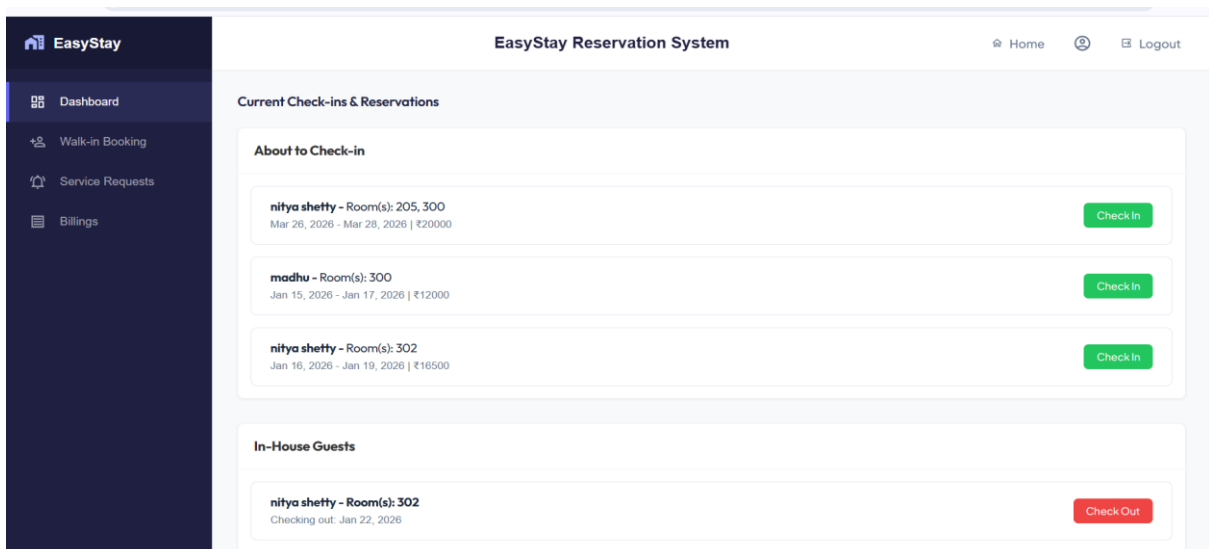 EasyStay
EasyStay Reservation System
Home
Logout
Dashboard
Walk-in Booking
Service Requests
Billings
Current Check-ins & Reservations
About to Check-in
nitya shetty - Room(s): 205, 300
Mar 26, 2026 - Mar 28, 2026 | ₹20000
Check In
madhu - Room(s): 300
Jan 15, 2026 - Jan 17, 2026 | ₹12000
Check In
nitya shetty - Room(s): 302
Jan 16, 2026 - Jan 19, 2026 | ₹16500
Check In
In-House Guests
nitya shetty - Room(s): 302
Checking out: Jan 22, 2026
Check Out